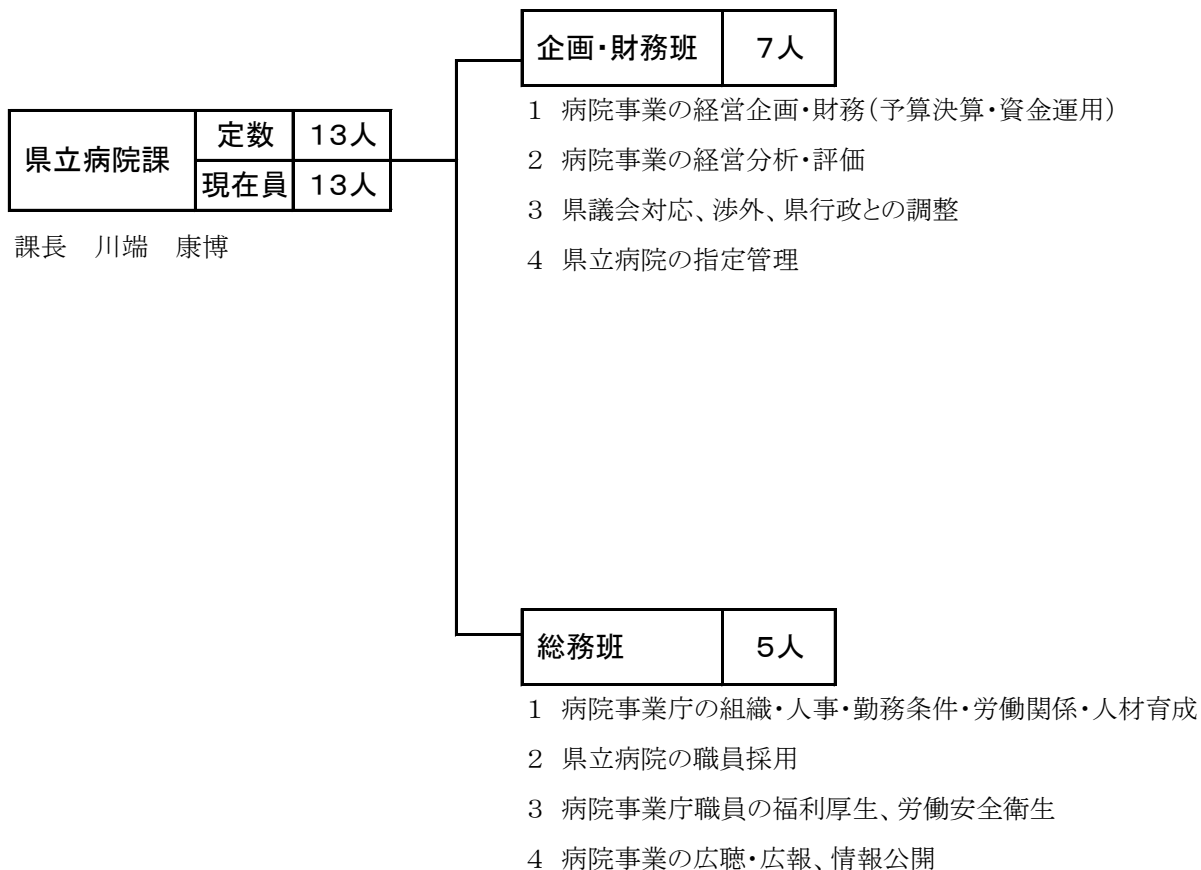 企画・財務班 7人
1 病院事業の経営企画・財務(予算決算・資金運用)
2 病院事業の経営分析・評価
3 県議会対応、渉外、県行政との調整
4 県立病院の指定管理
県立病院課 定数 13人
現在員 13人
課長 川端 康博
総務班 5人
1 病院事業庁の組織・人事・勤務条件・労働関係・人材育成
2 県立病院の職員採用
3 病院事業庁職員の福利厚生、労働安全衛生
4 病院事業の広聴・広報、情報公開